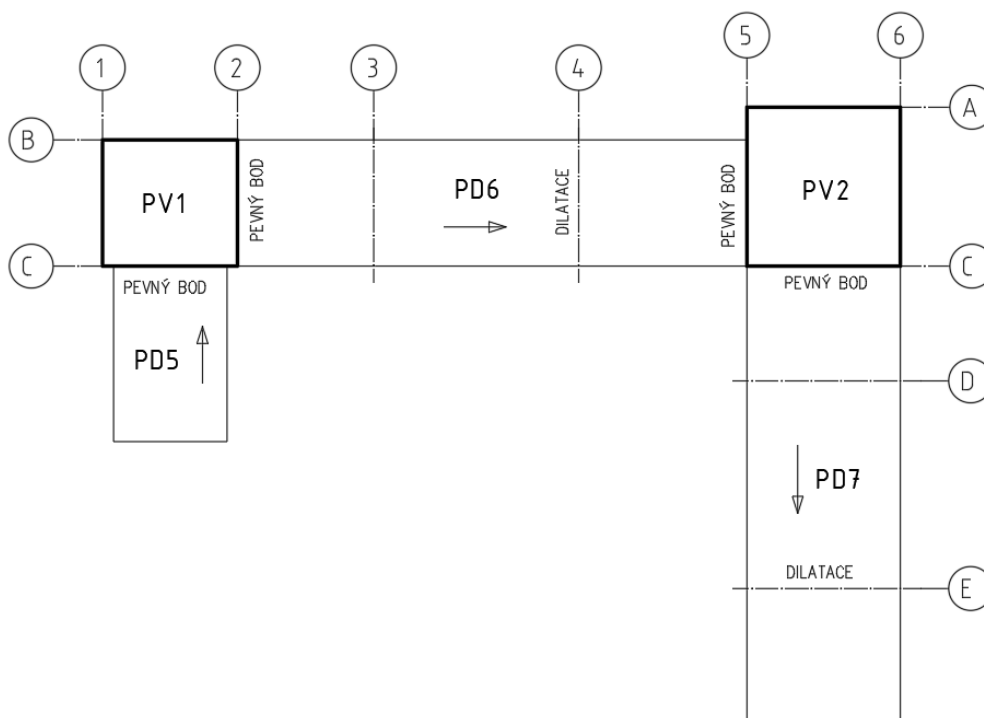 5
6
1
2
3
4
A
B
PEVNÝ BOD
PD6
DILATACE
PEVNÝ BOD
PV1
PV2
C
C
PEVNÝ BOD
PEVNÝ BOD
PD5
D
PD7
DILATACE
E